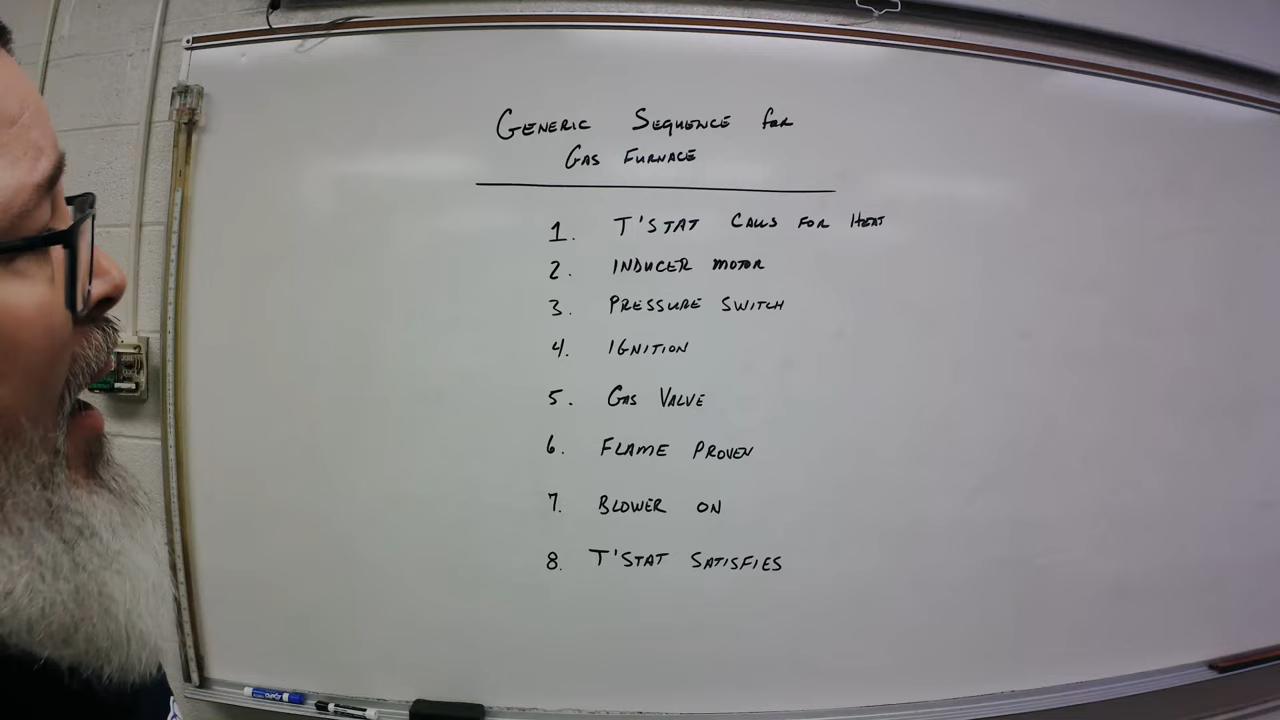 Generic Sequence for
Gas Furnace
1. T'stat Calls for Heat
2. Inducer Motor
3. Pressure Switch
4. Ignition
5. Gas Valve
6. Flame Proven
7. Blower On
8. T'stat Satisfies